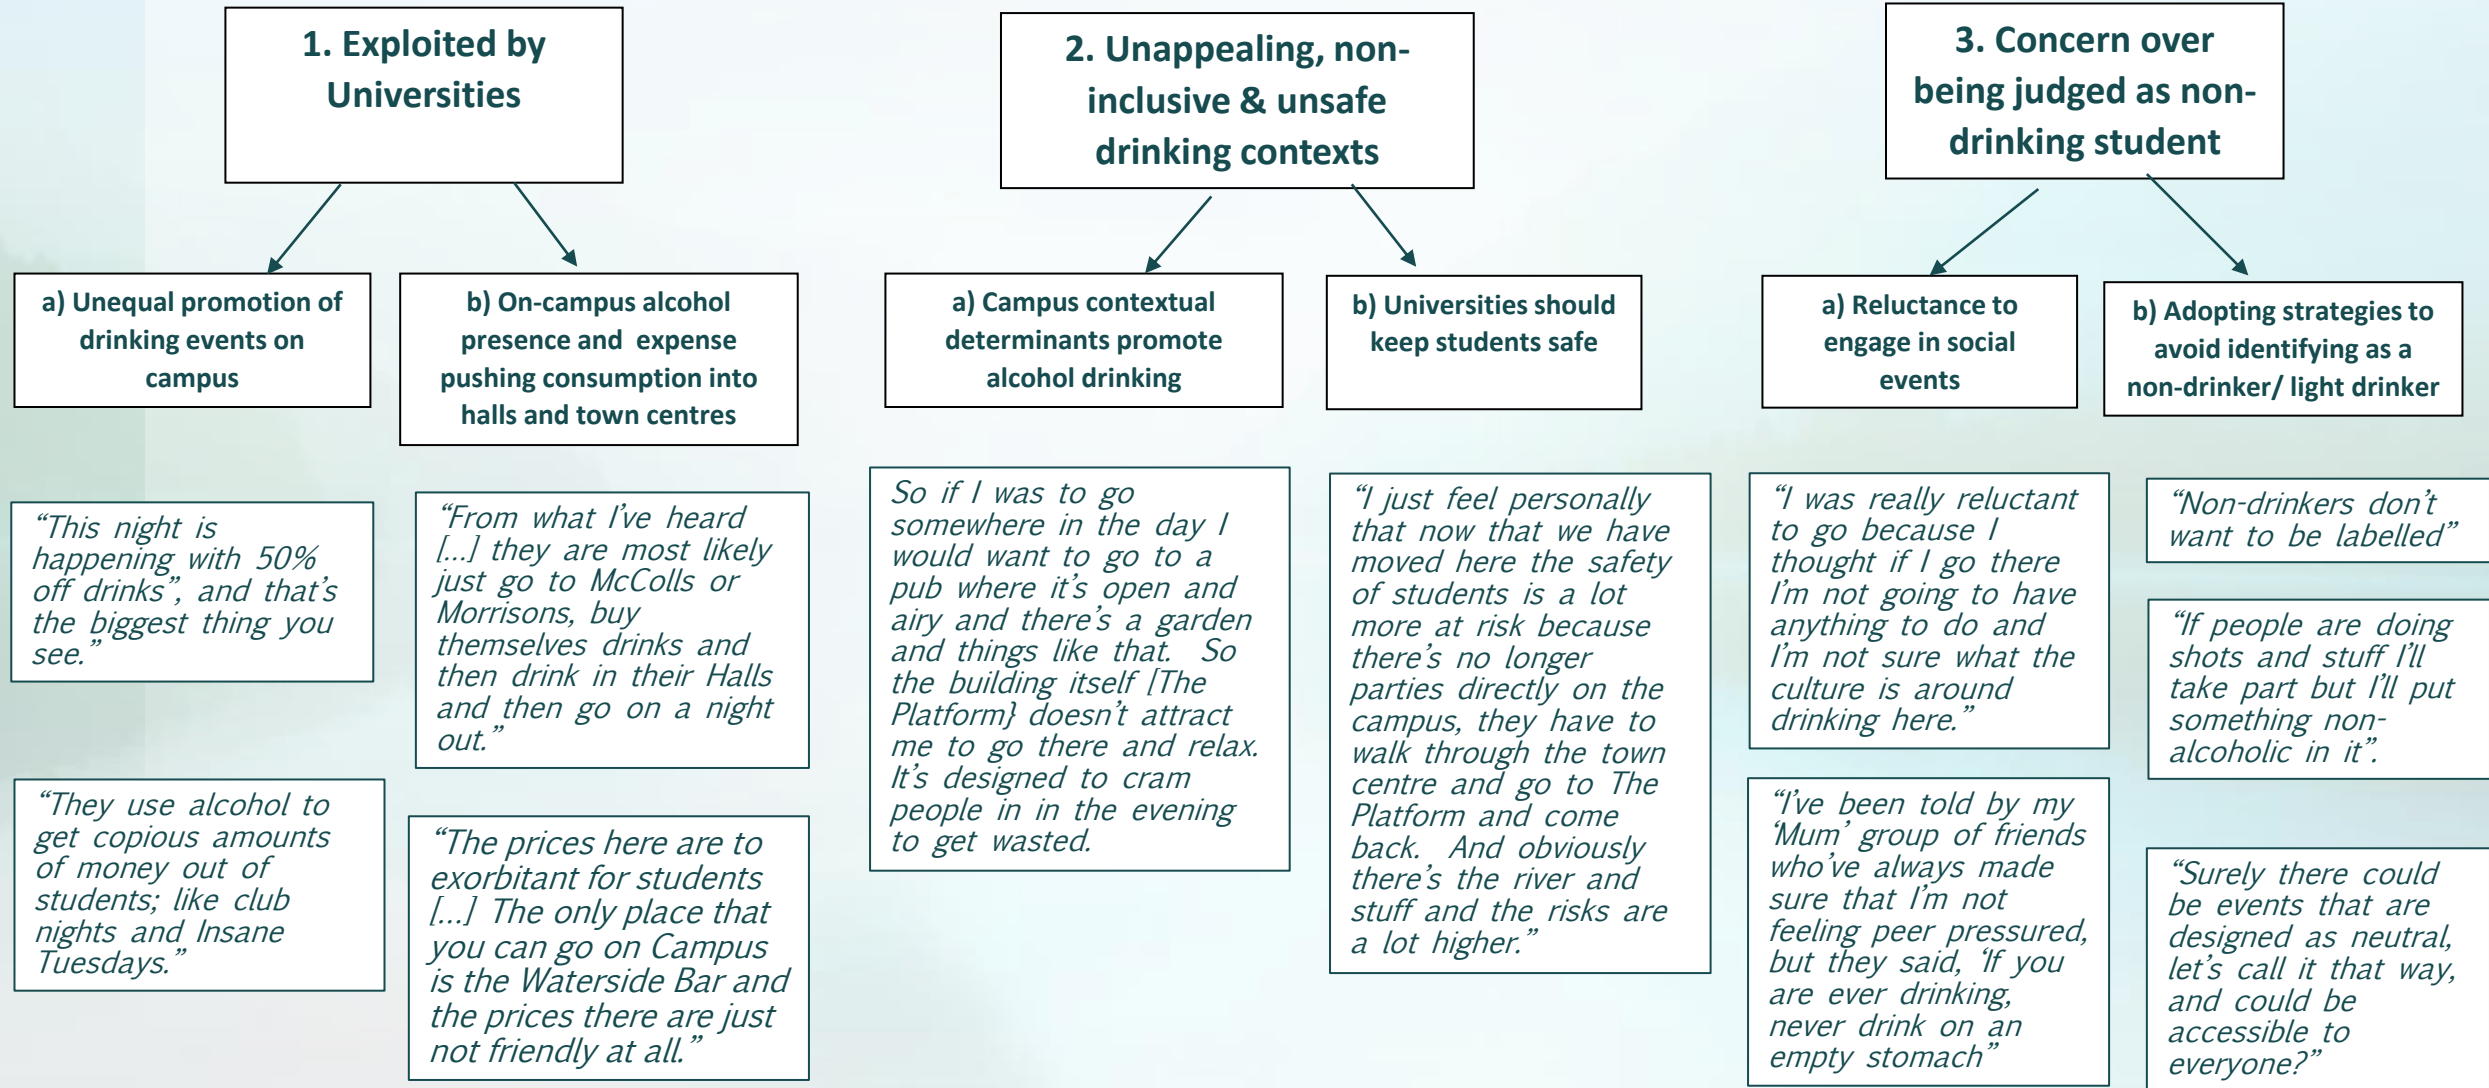 1. Exploited by
Universities
a) Unequal promotion of
drinking events on
campus
b) On-campus alcohol
presence and expense
pushing consumption into
halls and town centres
“This night is
happening with 50%
off drinks”, and that’s
the biggest thing you
see.”
“They use alcohol to
get copious amounts
of money out of
students; like club
nights and Insane
Tuesdays.”
“From what I’ve heard
[...] they are most likely
just go to McColls or
Morrisons, buy
themselves drinks and
then drink in their Halls
and then go on a night
out.”
“The prices here are to
exorbitant for students
[...] The only place that
you can go on Campus
is the Waterside Bar and
the prices there are just
not friendly at all.”
2. Unappealing, non-
inclusive & unsafe
drinking contexts
a) Campus contextual
determinants promote
alcohol drinking
b) Universities should
keep students safe
So if I was to go
somewhere in the day I
would want to go to a
pub where it’s open and
airy and there’s a garden
and things like that. So
the building itself [The
Platform} doesn’t attract
me to go there and relax.
It’s designed to cram
people in in the evening
to get wasted.
“I just feel personally
that now that we have
moved here the safety
of students is a lot
more at risk because
there’s no longer
parties directly on the
campus, they have to
walk through the town
centre and go to The
Platform and come
back. And obviously
there’s the river and
stuff and the risks are
a lot higher.”
3. Concern over
being judged as non-
drinking student
a) Reluctance to
engage in social
events
b) Adopting strategies to
avoid identifying as a
non-drinker/ light drinker
“I was really reluctant
to go because I
thought if I go there
I’m not going to have
anything to do and
I’m not sure what the
culture is around
drinking here.”
“I’ve been told by my
‘Mum’ group of friends
who’ve always made
sure that I’m not
feeling peer pressured,
but they said, ‘If you
are ever drinking,
never drink on an
empty stomach”
“Non-drinkers don’t
want to be labelled”
“If people are doing
shots and stuff I’ll
take part but I’ll put
something non-
alcoholic in it”.
“Surely there could
be events that are
designed as neutral,
let’s call it that way,
and could be
accessible to
everyone?”